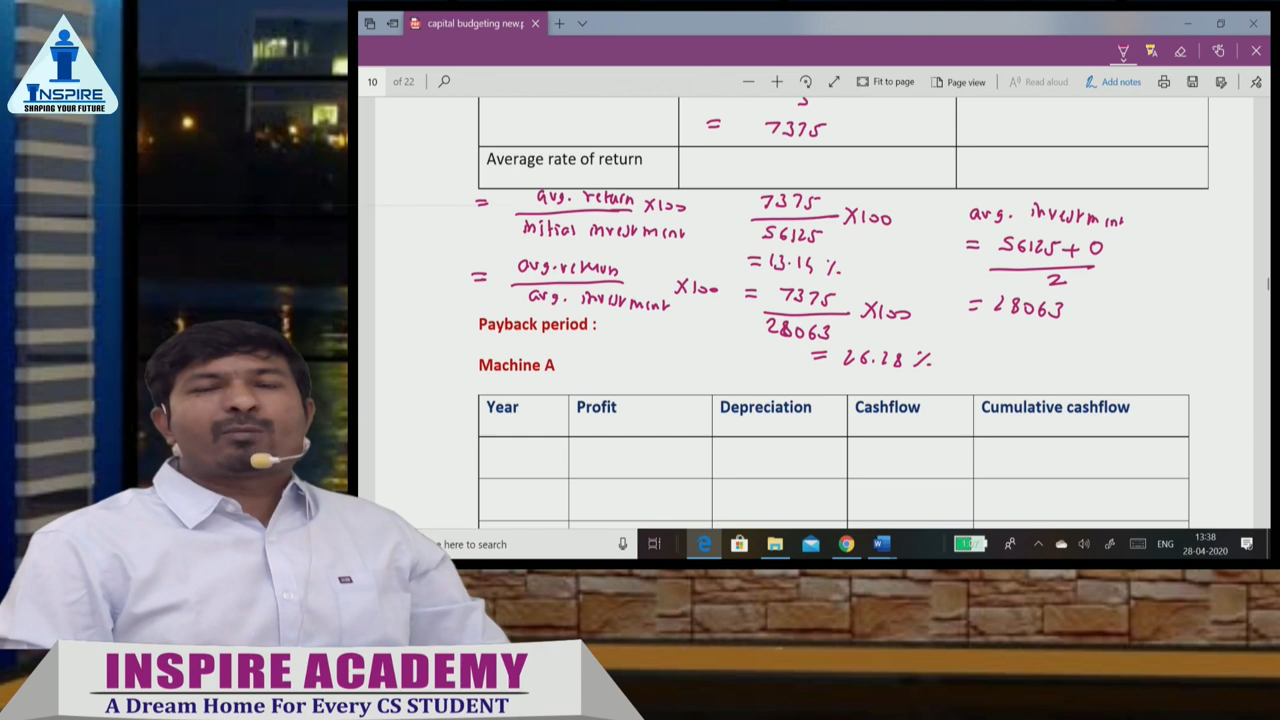 INSPIRE
SHAPING YOUR FUTURE
capital budgeting new.p
10 of 22
Fit to page
Page view
Read aloud
Add notes
= 7375
Average rate of return
= avg. return / initial investment X100
7375 / 56125 X100
= 13.14 %
avg. investment
= 56125 + 0 / 2
= 28063
= avg. return / avg. investment X100
= 7375 / 28063 X100
= 26.28 %
Payback period :
Machine A
Year Profit Depreciation Cashflow Cumulative cashflow
here to search
ENG
13:38
28-04-2020
INSPIRE ACADEMY
A Dream Home For Every CS STUDENT